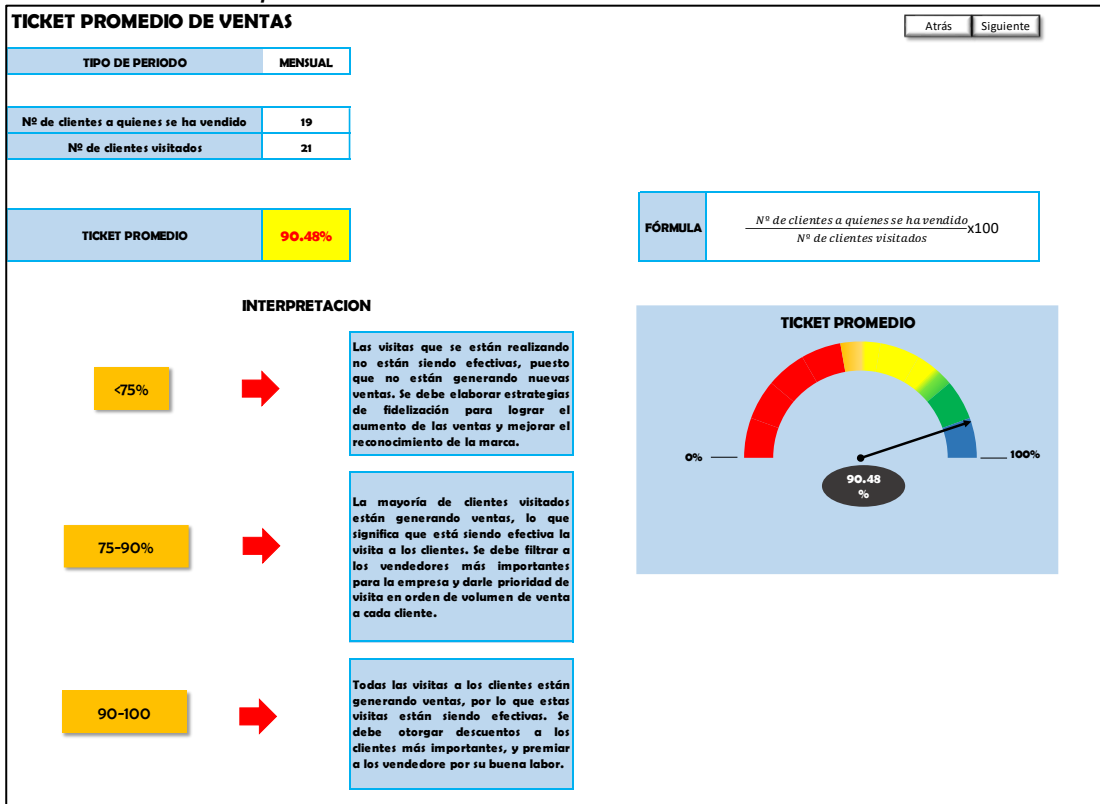 TICKET PROMEDIO DE VENTAS
Atrás Siguiente
TIPO DE PERIODO MENSUAL
Nº de clientes a quienes se ha vendido 19
Nº de clientes visitados 21
TICKET PROMEDIO 90.48%
FÓRMULA
Nº de clientes a quienes se ha vendido
Nº de clientes visitados
x100
INTERPRETACION
<75%
Las visitas que se están realizando
no están siendo efectivas, puesto
que no están generando nuevas
ventas. Se debe elaborar estrategias
de fidelización para lograr el
aumento de las ventas y mejorar el
reconocimiento de la marca.
75-90%
La mayoría de clientes visitados
están generando ventas, lo que
significa que está siendo efectiva la
visita a los clientes. Se debe filtrar a
los vendedores más importantes
para la empresa y darle prioridad de
visita en orden de volumen de venta
a cada cliente.
90-100
Todas las visitas a los clientes están
generando ventas, por lo que estas
visitas están siendo efectivas. Se
debe otorgar descuentos a los
clientes más importantes, y premiar
a los vendedore por su buena labor.
TICKET PROMEDIO
0% 100%
90.48
%